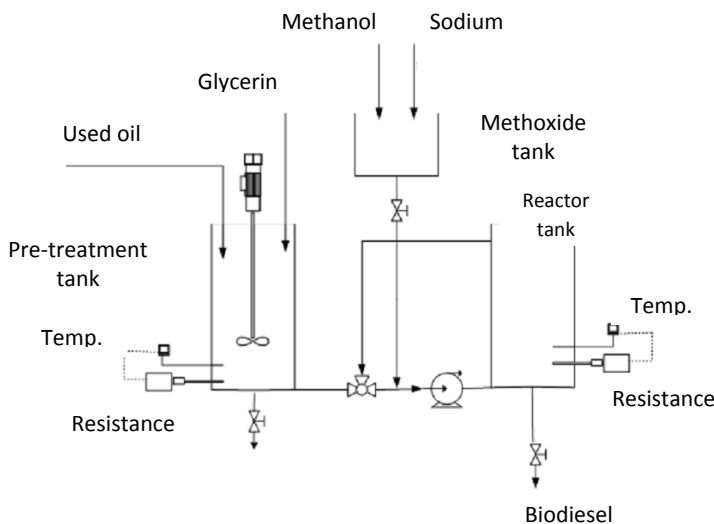 Methanol
Sodium
Glycerin
Used oil
Methoxide
tank
Reactor
tank
Pre-treatment
tank
Temp.
Temp.
Resistance
Resistance
Biodiesel